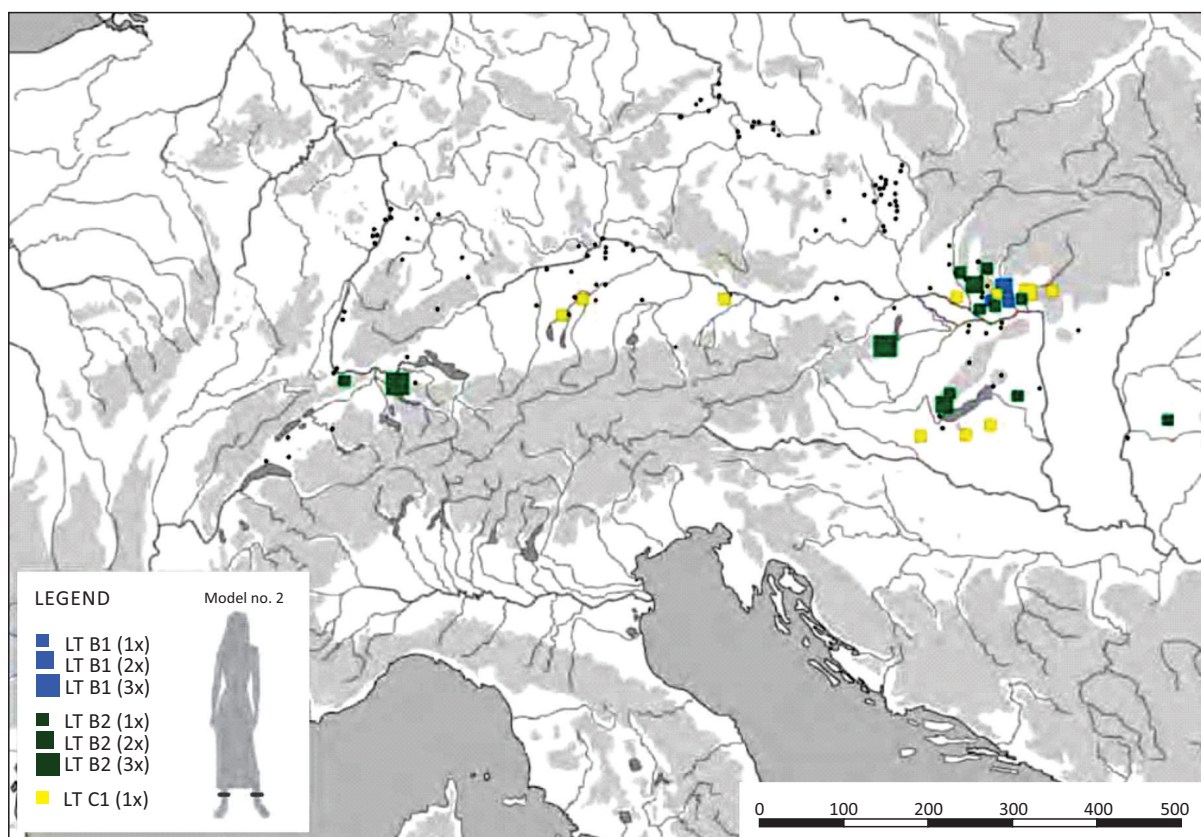 LEGEND
Model no. 2
LT B1 (1x)
LT B1 (2x)
LT B1 (3x)
LT B2 (1x)
LT B2 (2x)
LT B2 (3x)
LT C1 (1x)
0 100 200 300 400 500